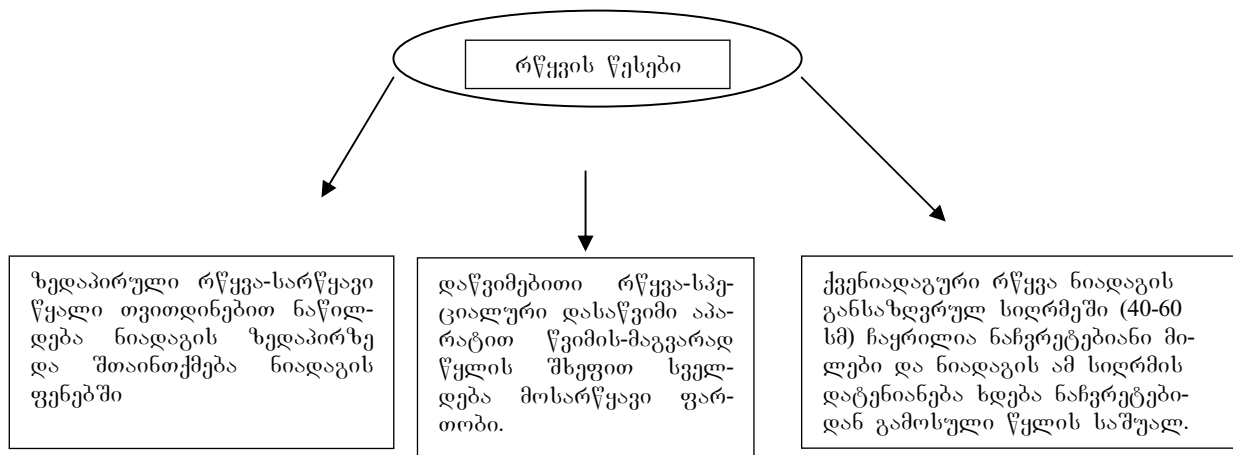 რწყვის წესები
ზედაპირული რწყვა-სარწყავი
წყალი თვითდინებით ნაწილ-
დება ნიადაგის ზედაპირზე
და შთაინთქმება ნიადაგის
ფენებში
დაწვიმებითი რწყვა-სპე-
ციალური დასაწვიმი აპა-
რატით წვიმის-მაგვარად
წყლის შხეფით სველ-
დება მოსარწყავი ფარ-
თობი.
ქვენიადაგური რწყვა ნიადაგის
განსაზღვრულ სიღრმეში (40-60
სმ) ჩაყრილია ნაჩვრეტებიანი მი-
ლები და ნიადაგის ამ სიღრმის
დატენიანება ხდება ნაჩვრეტები-
დან გამოსული წყლის საშუალ.